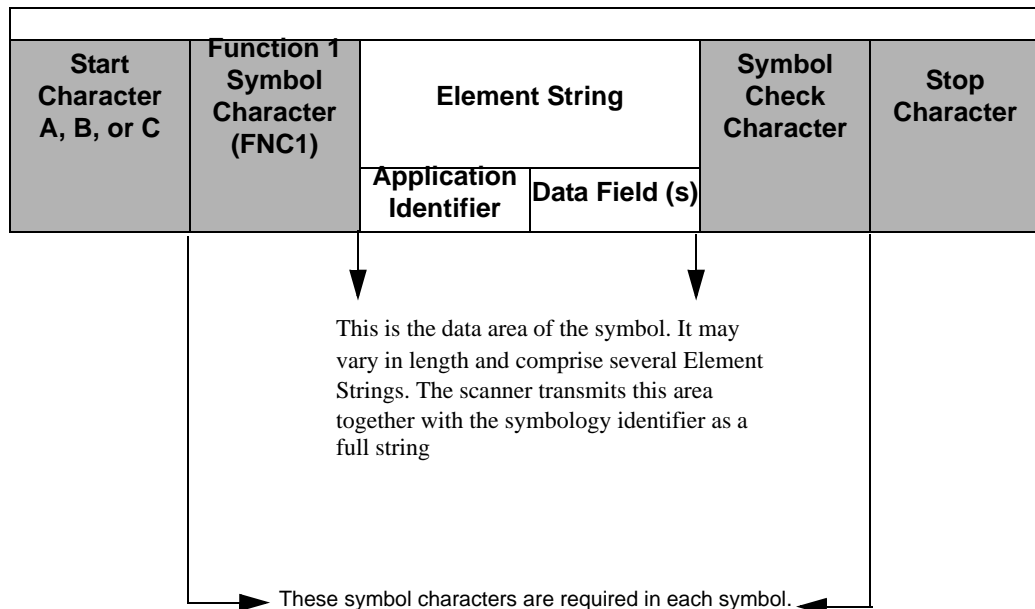 Start
Character
A, B, or C
Function 1
Symbol
Character
(FNC1)
Element String
Application
Identifier
Data Field (s)
Symbol
Check
Character
Stop
Character
This is the data area of the symbol. It may
vary in length and comprise several Element
Strings. The scanner transmits this area
together with the symbology identifier as a
full string
These symbol characters are required in each symbol.